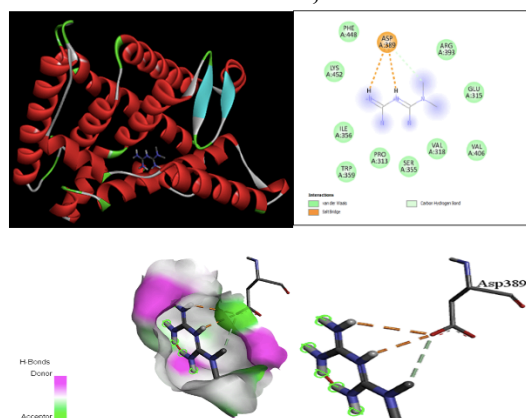 PHE
A:448
ASP
A:389
ARG
A:393
LYS
A:452
GLU
A:315
H
H
ILE
A:356
PRO
A:313
SER
A:355
VAL
A:318
VAL
A:406
TRP
A:359
Interactions
van der Waals
Salt Bridge
Carbon Hydrogen Bond
Asp389
H-Bonds
Donor
Acceptor